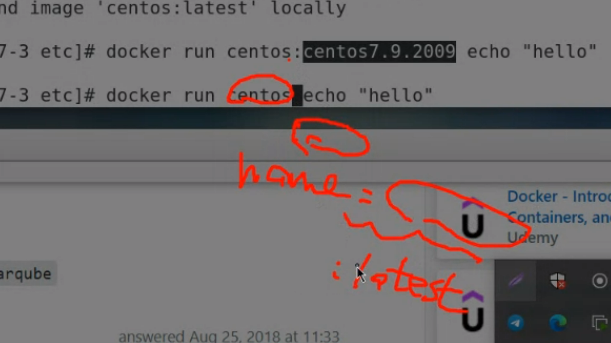 nd image 'centos:latest' locally
7-3 etc]# docker run centos:centos7.9.2009 echo "hello"
7-3 etc]# docker run centos echo "hello"
name =
Docker - Introd
Containers, an
Udemy
:latest
arqube
answered Aug 25, 2018 at 11:33